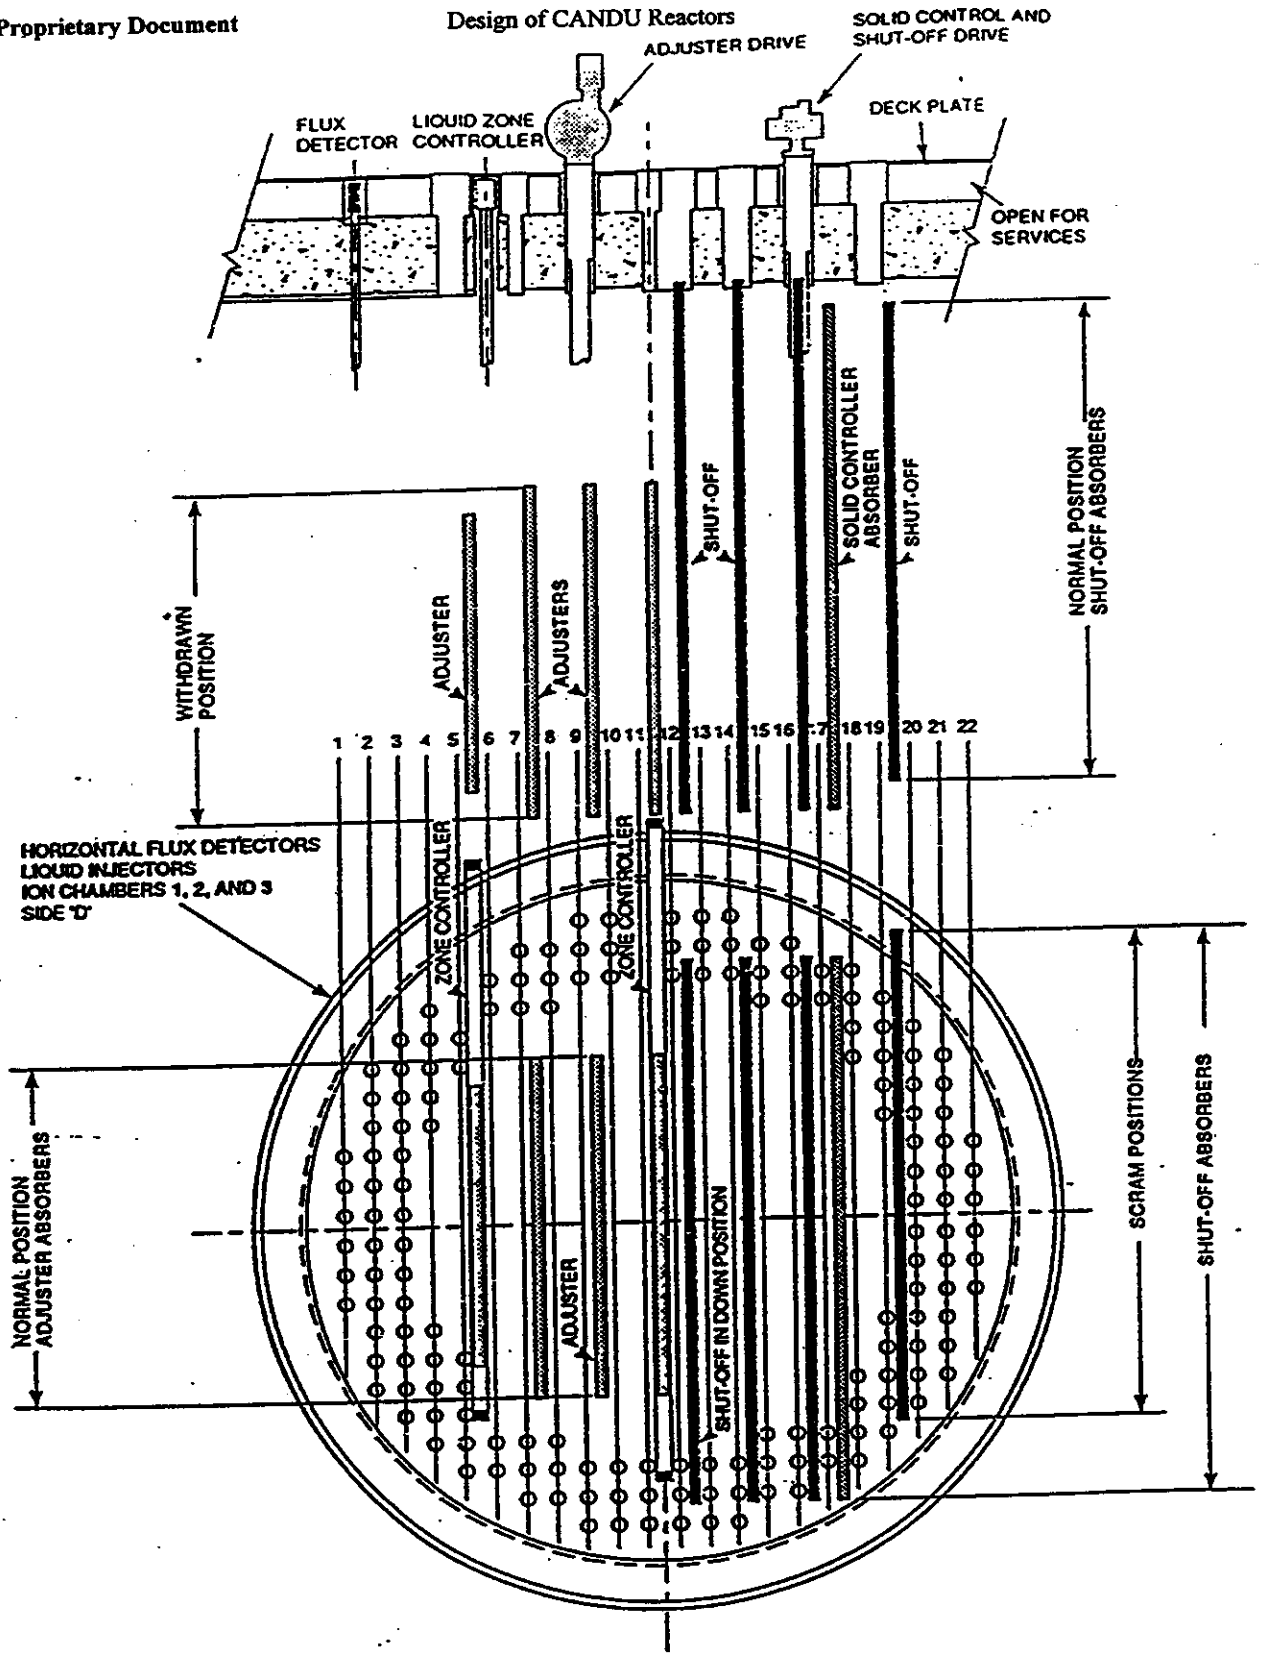 Proprietary Document
Design of CANDU Reactors
SOLID CONTROL AND
SHUT-OFF DRIVE
ADJUSTER DRIVE
DECK PLATE
FLUX
DETECTOR
LIQUID ZONE
CONTROLLER
OPEN FOR
SERVICES
WITHDRAWN
POSITION
ADJUSTER
ADJUSTERS
SHUT-OFF
SOLID CONTROLLER
ABSORBER
SHUT-OFF
NORMAL POSITION
SHUT-OFF ABSORBERS
1 2 3 4 5 6 7 8 9 10 11 12 13 14 15 16 17 18 19 20 21 22
HORIZONTAL FLUX DETECTORS
LIQUID INJECTORS
ION CHAMBERS 1, 2, AND 3
SIDE "D"
ZONE CONTROLLER
ZONE CONTROLLER
NORMAL POSITION
ADJUSTER ABSORBERS
ADJUSTER
SHUT-OFF IN DOWN POSITION
SCRAM POSITIONS
SHUT-OFF ABSORBERS